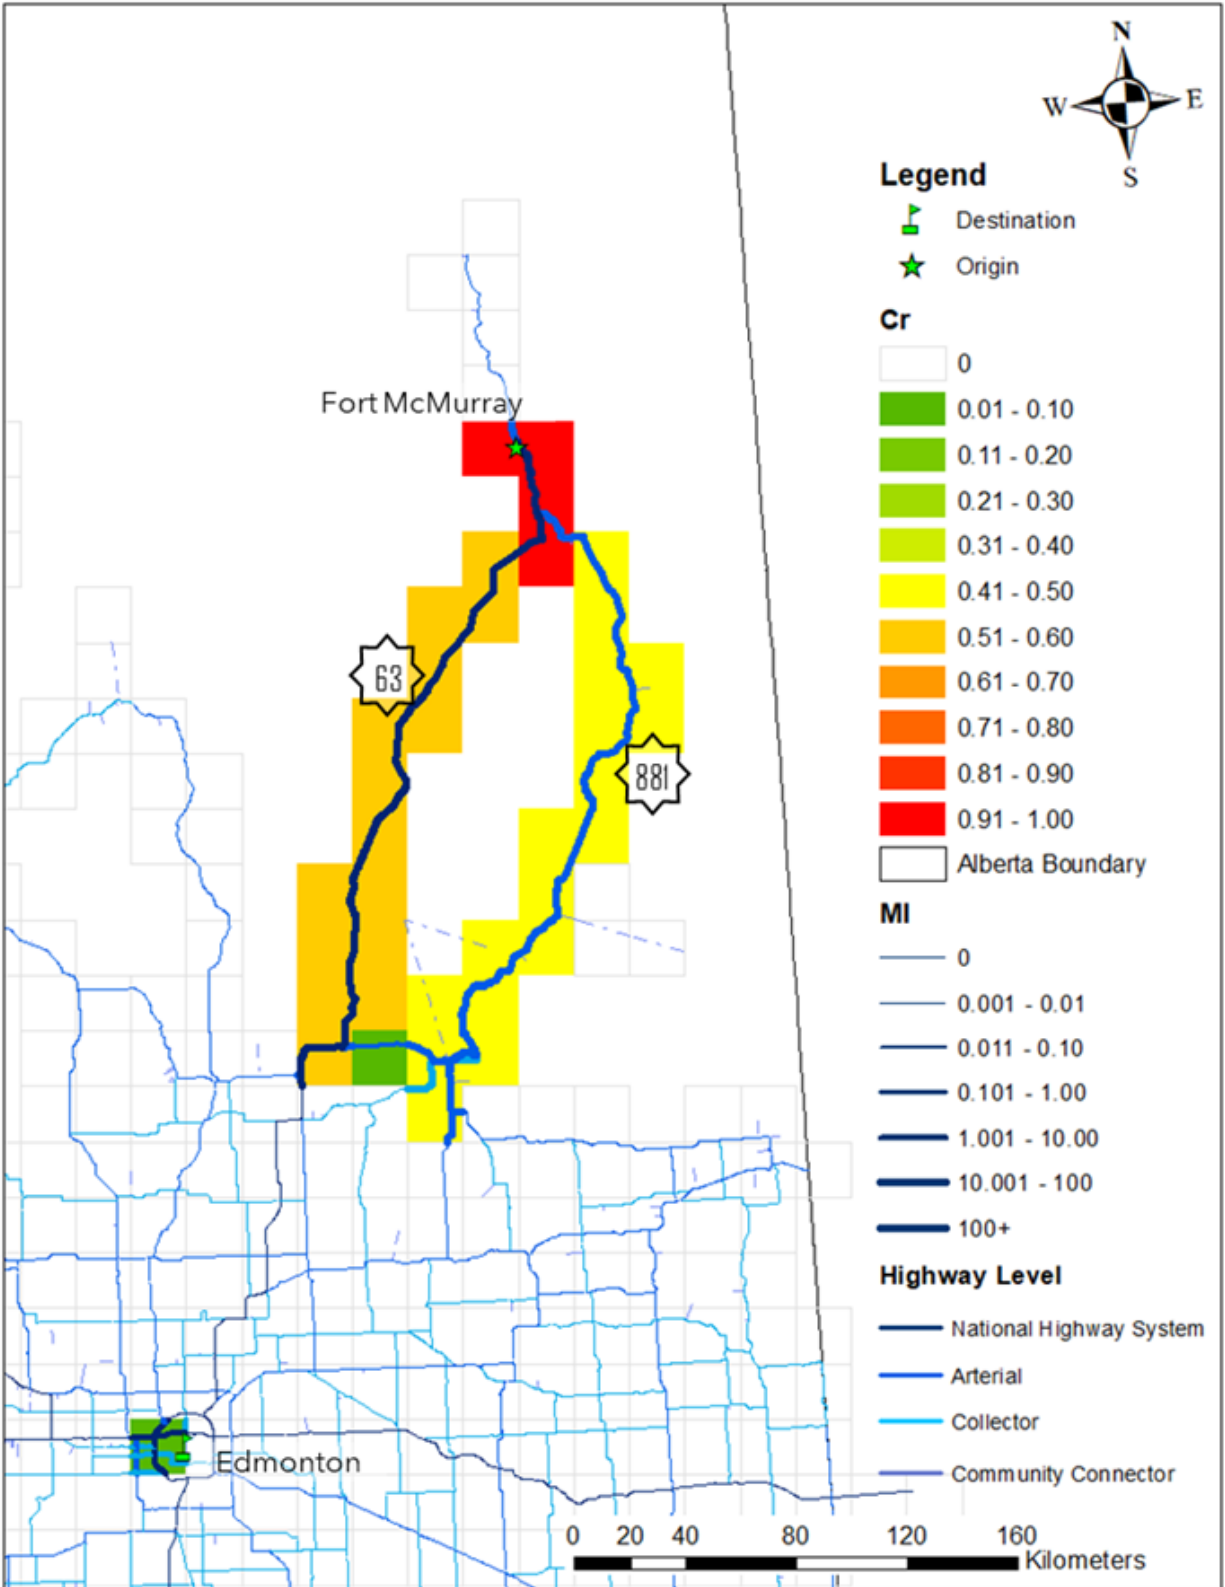 N
W E
S
Legend
Destination
Origin
Cr
0
0.01 - 0.10
0.11 - 0.20
0.21 - 0.30
0.31 - 0.40
0.41 - 0.50
0.51 - 0.60
0.61 - 0.70
0.71 - 0.80
0.81 - 0.90
0.91 - 1.00
Alberta Boundary
MI
0
0.001 - 0.01
0.011 - 0.10
0.101 - 1.00
1.001 - 10.00
10.001 - 100
100+
Highway Level
National Highway System
Arterial
Collector
Community Connector
Fort McMurray
63
881
Edmonton
0 20 40 80 120 160
Kilometers